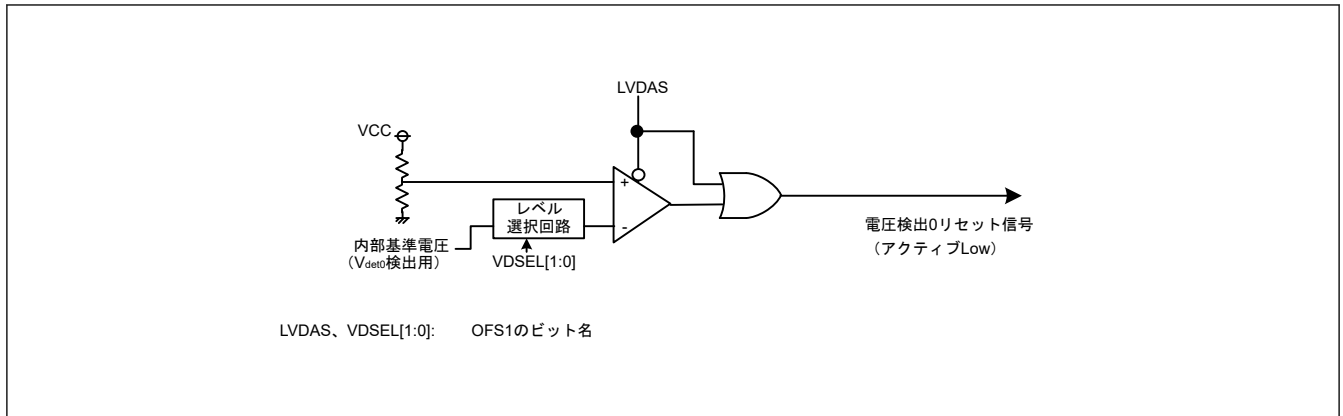 LVDAS
VCC
+
レベル
選択回路
-
内部基準電圧
（Vdet0検出用）
VDSEL[1:0]
電圧検出0リセット信号
（アクティブLow）
LVDAS、VDSEL[1:0]: OFS1のビット名